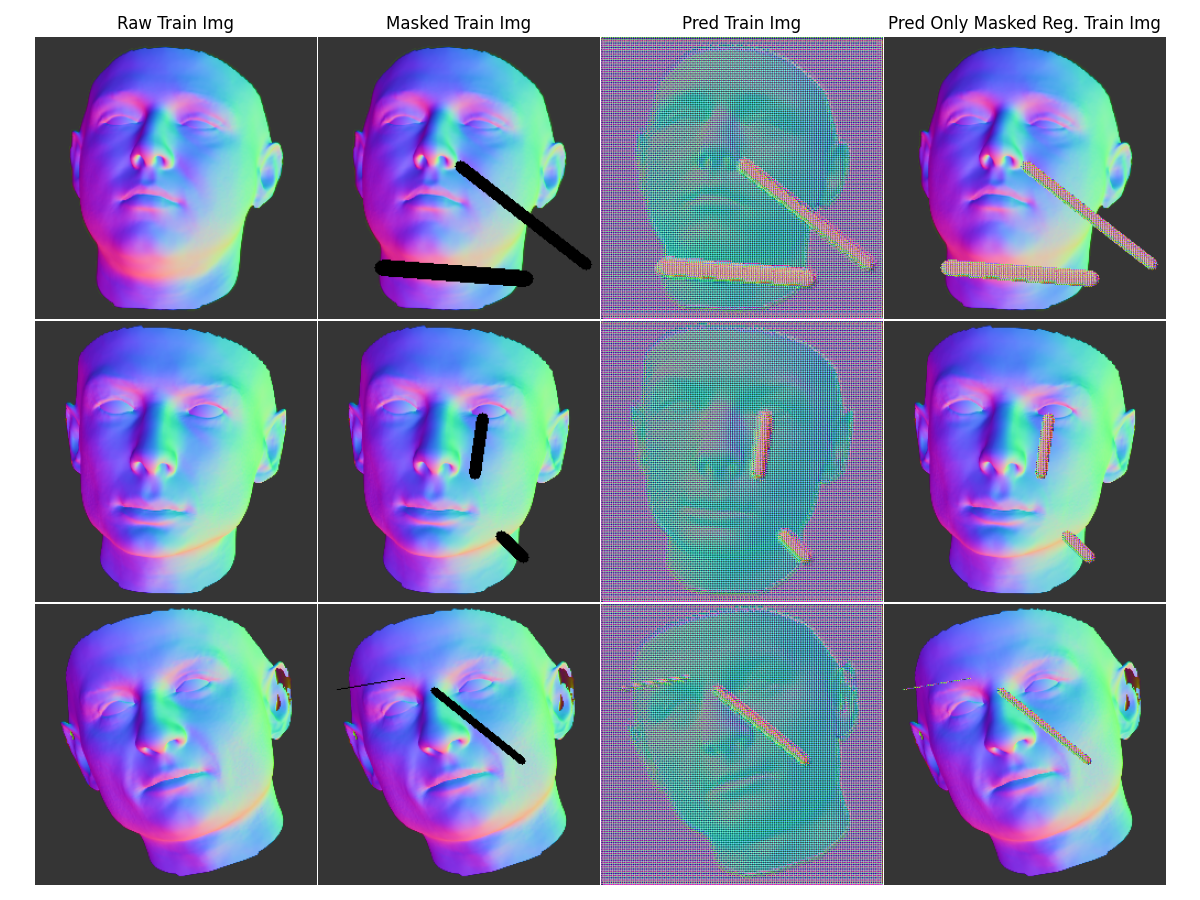 Raw Train Img
Masked Train Img
Pred Train Img
Pred Only Masked Reg. Train Img